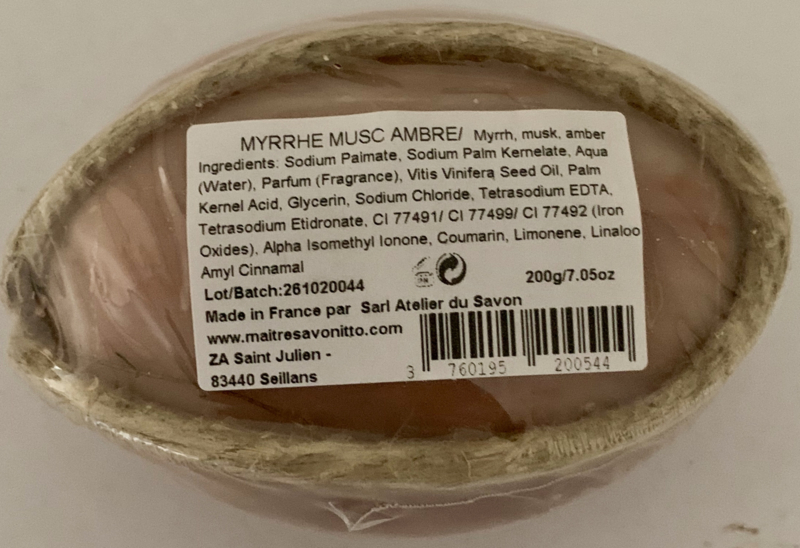 MYRRHE MUSC AMBRE/ Myrrh, musk, amber
Ingredients: Sodium Palmate, Sodium Palm Kernelate, Aqua
(Water), Parfum (Fragrance), Vitis Vinifera Seed Oil, Palm
Kernel Acid, Glycerin, Sodium Chloride, Tetrasodium EDTA,
Tetrasodium Etidronate, CI 77491/ CI 77499/ CI 77492 (Iron
Oxides), Alpha Isomethyl Ionone, Coumarin, Limonene, Linaloo
Amyl Cinnamal
Lot/Batch:261020044
200g/7.05oz
Made in France par Sarl Atelier du Savon
www.maitresavonitto.com
ZA Saint Julien -
83440 Seillans
3 760195 200544